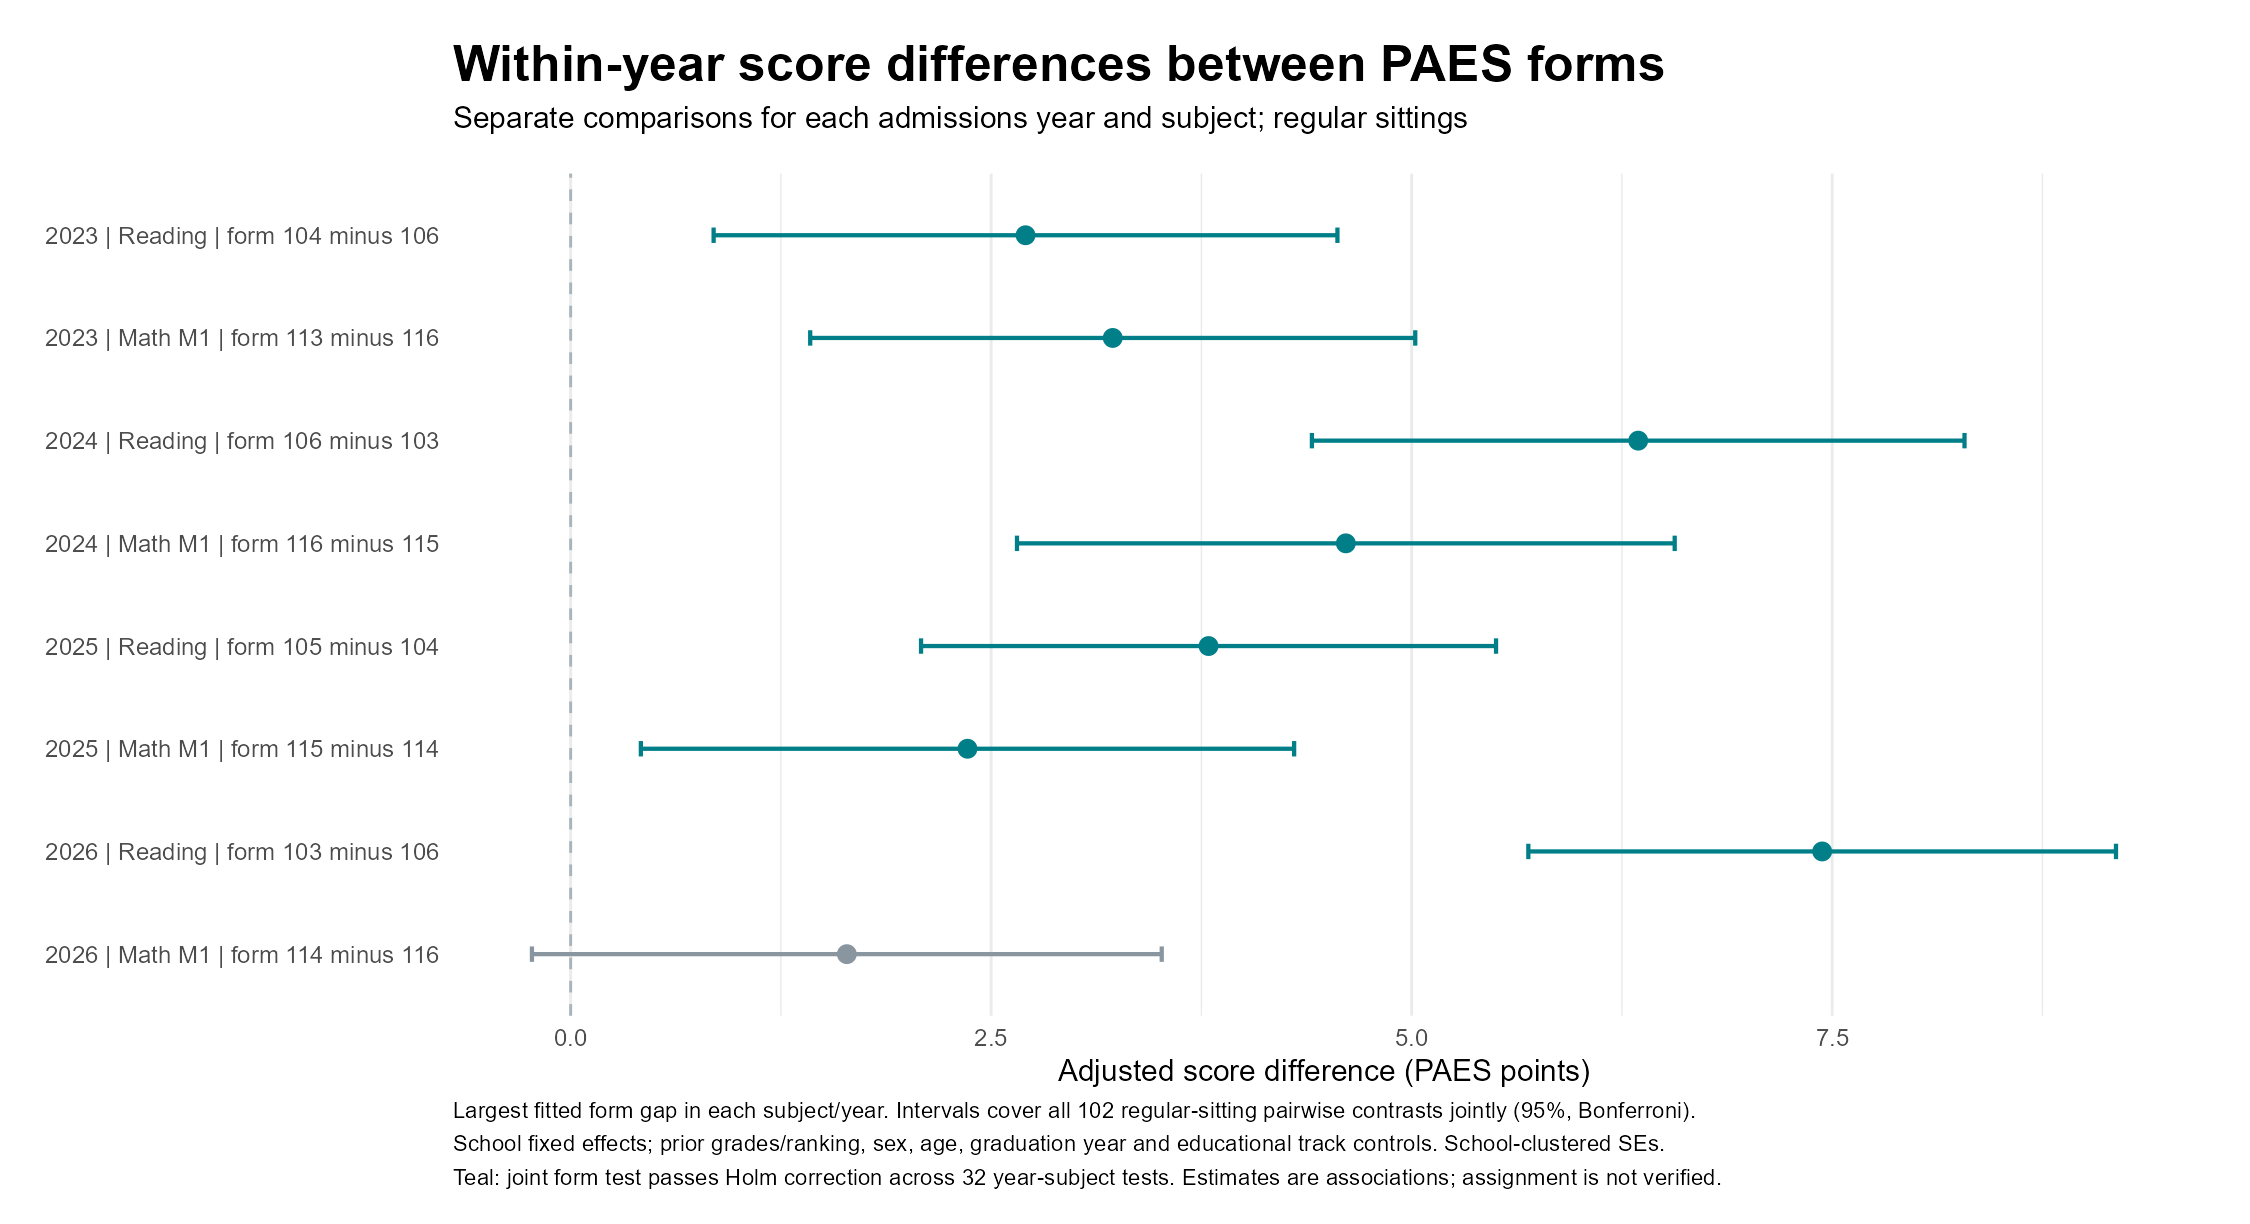 Within-year score differences between PAES forms
Separate comparisons for each admissions year and subject; regular sittings
2023 | Reading | form 104 minus 106
2023 | Math M1 | form 113 minus 116
2024 | Reading | form 106 minus 103
2024 | Math M1 | form 116 minus 115
2025 | Reading | form 105 minus 104
2025 | Math M1 | form 115 minus 114
2026 | Reading | form 103 minus 106
2026 | Math M1 | form 114 minus 116
0.0 2.5 5.0 7.5
Adjusted score difference (PAES points)
Largest fitted form gap in each subject/year. Intervals cover all 102 regular-sitting pairwise contrasts jointly (95%, Bonferroni).
School fixed effects; prior grades/ranking, sex, age, graduation year and educational track controls. School-clustered SEs.
Teal: joint form test passes Holm correction across 32 year-subject tests. Estimates are associations; assignment is not verified.